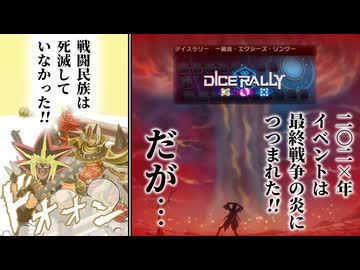 デイスラリー ー融合・エクシーズ・リンクー
DICE RALLY
二〇二×年
イベントは
最終戦争の炎に
つつまれた!!
だが…
戦闘民族は
死滅して
いなかった!!
ドオオン